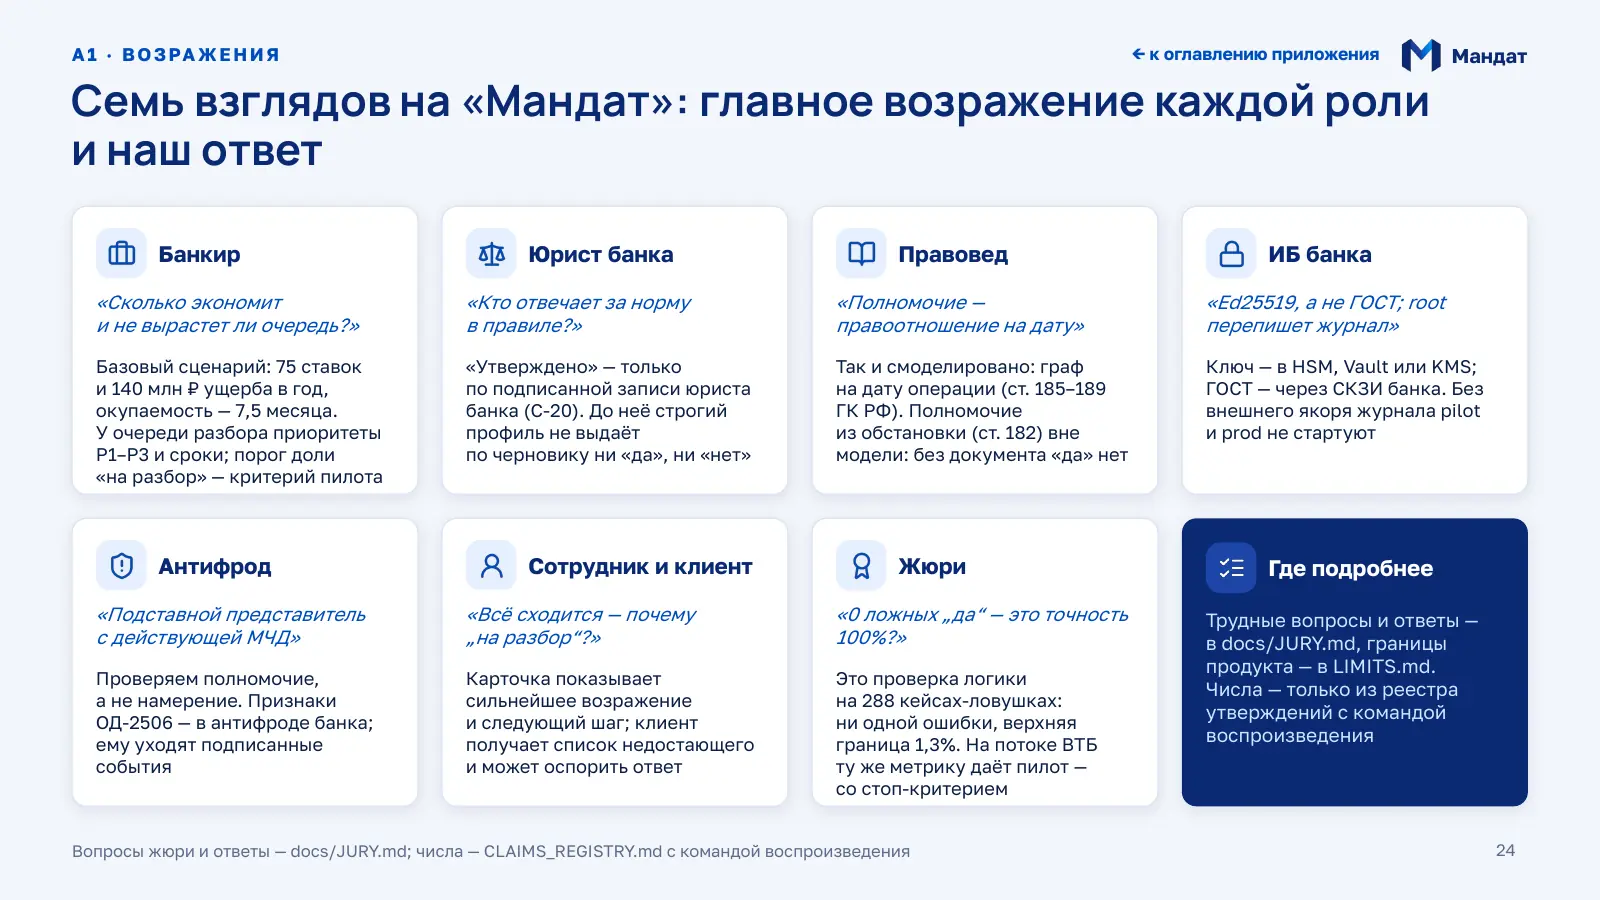 А1 · ВОЗРАЖЕНИЯ
← к оглавлению приложения
Мандат
Семь взглядов на «Мандат»: главное возражение каждой роли
и наш ответ
Банкир
«Сколько экономит
и не вырастет ли очередь?»
Базовый сценарий: 75 ставок
и 140 млн ₽ ущерба в год,
окупаемость — 7,5 месяца.
У очереди разбора приоритеты
P1–P3 и сроки; порог доли
«на разбор» — критерий пилота
Юрист банка
«Кто отвечает за норму
в правиле?»
«Утверждено» — только
по подписанной записи юриста
банка (С-20). До неё строгий
профиль не выдаёт
по черновику ни «да», ни «нет»
Правовед
«Полномочие —
правоотношение на дату»
Так и смоделировано: граф
на дату операции (ст. 185–189
ГК РФ). Полномочие
из обстановки (ст. 182) вне
модели: без документа «да» нет
ИБ банка
«Ed25519, а не ГОСТ; root
перепишет журнал»
Ключ — в HSM, Vault или KMS;
ГОСТ — через СКЗИ банка. Без
внешнего якоря журнала pilot
и prod не стартуют
Антифрод
«Подставной представитель
с действующей МЧД»
Проверяем полномочие,
а не намерение. Признаки
ОД-2506 — в антифроде банка;
ему уходят подписанные
события
Сотрудник и клиент
«Всё сходится — почему
„на разбор“?»
Карточка показывает
сильнейшее возражение
и следующий шаг; клиент
получает список недостающего
и может оспорить ответ
Жюри
«0 ложных „да“ — это точность
100%?»
Это проверка логики
на 288 кейсах-ловушках:
ни одной ошибки, верхняя
граница 1,3%. На потоке ВТБ
ту же метрику даёт пилот —
со стоп-критерием
Где подробнее
Трудные вопросы и ответы —
в docs/JURY.md, границы
продукта — в LIMITS.md.
Числа — только из реестра
утверждений с командой
воспроизведения
Вопросы жюри и ответы — docs/JURY.md; числа — CLAIMS_REGISTRY.md с командой воспроизведения
24